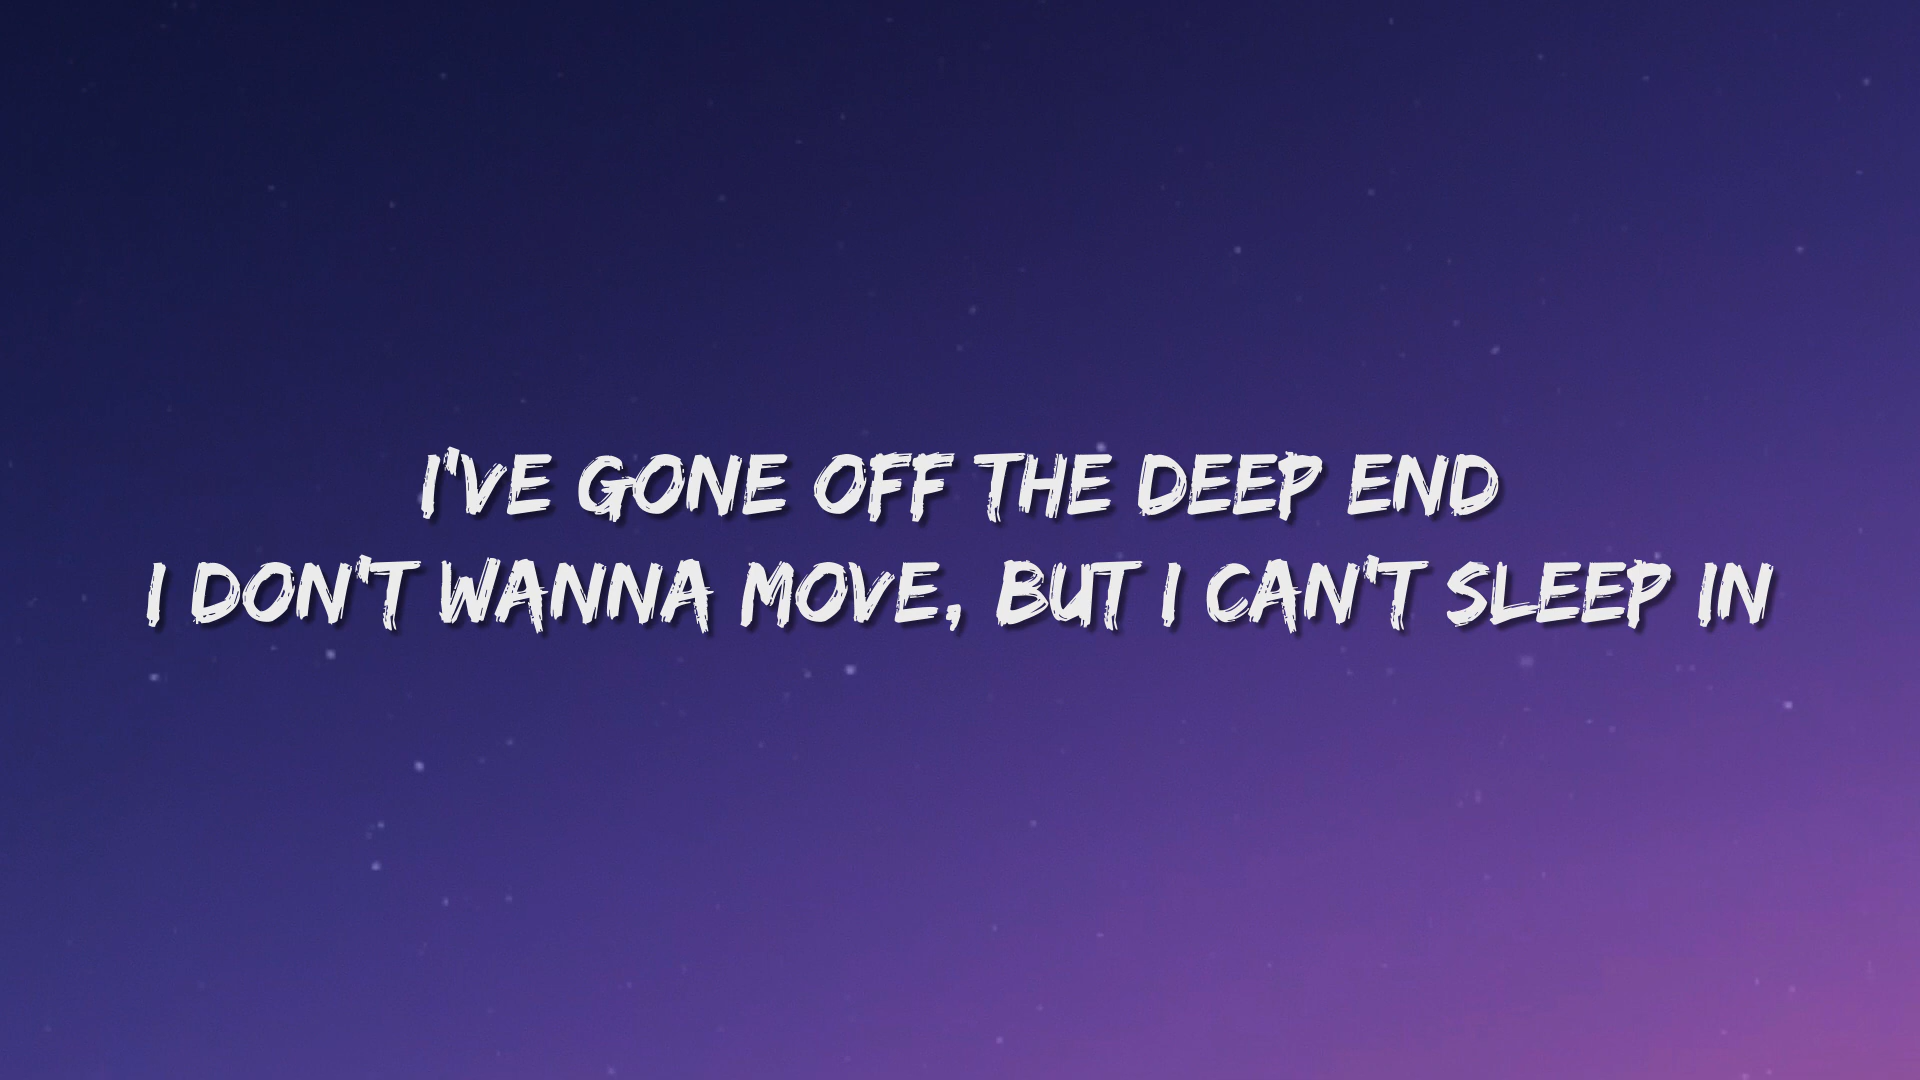 I'VE GONE OFF THE DEEP END
I DON'T WANNA MOVE, BUT I CAN'T SLEEP IN